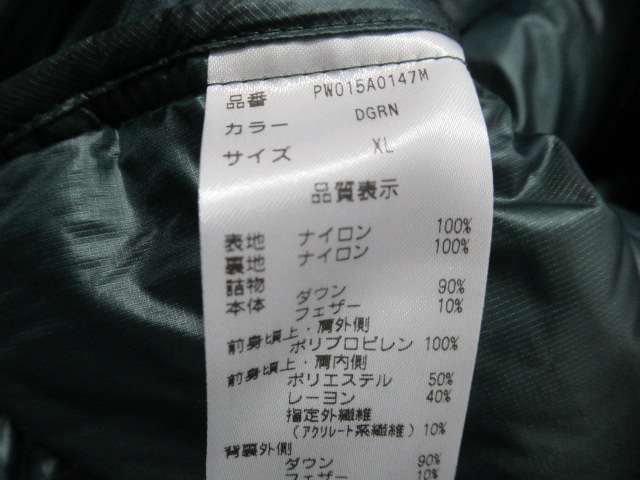 品番 PW015A0147M
カラー DGRN
サイズ XL
品質表示
表地 ナイロン 100%
裏地 ナイロン 100%
詰物
本体 ダウン 90%
フェザー 10%
前身頃上・肩外側
ポリプロピレン 100%
前身頃上・肩内側
ポリエステル 50%
レーヨン 40%
指定外繊維
(アクリレート系繊維) 10%
背裏外側
ダウン 90%
フェザー 10%